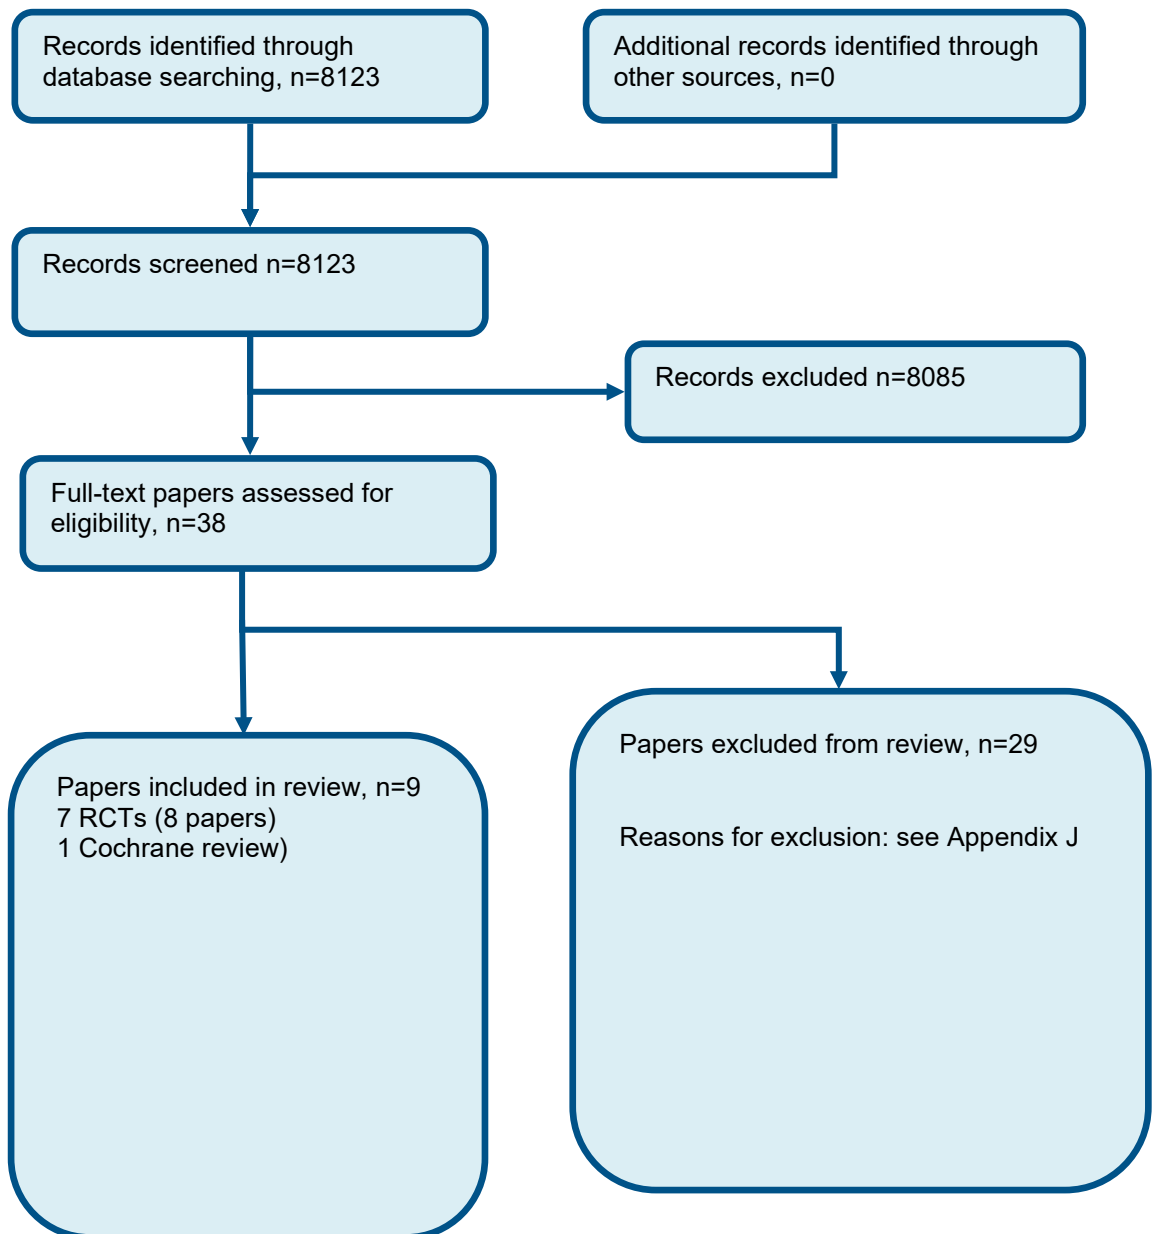 Records identified through
database searching, n=8123
Additional records identified through
other sources, n=0
Records screened n=8123
Records excluded n=8085
Full-text papers assessed for
eligibility, n=38
Papers included in review, n=9
7 RCTs (8 papers)
1 Cochrane review)
Papers excluded from review, n=29
Reasons for exclusion: see Appendix J